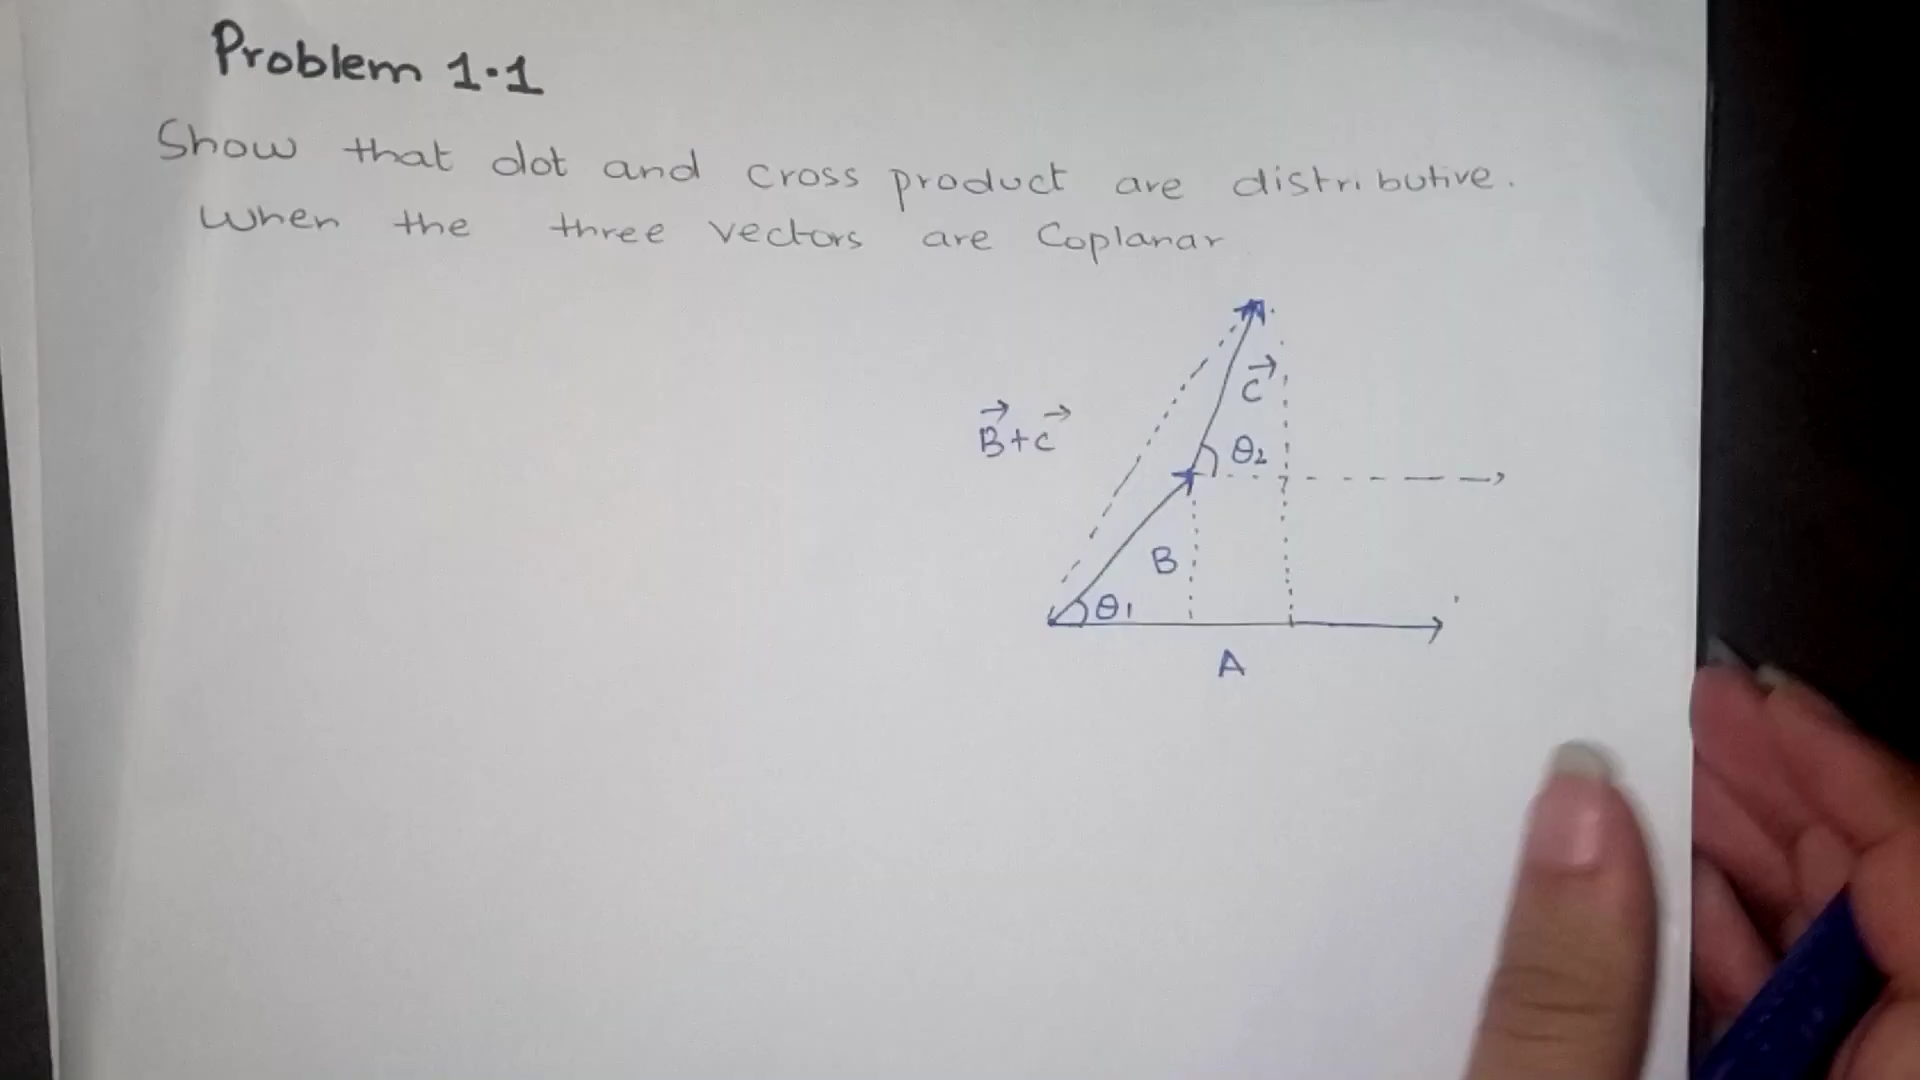 Problem 1.1
Show that dot and cross product are distributive.
When the three vectors are Coplanar
C
B+C
θ2
B
θ1
A